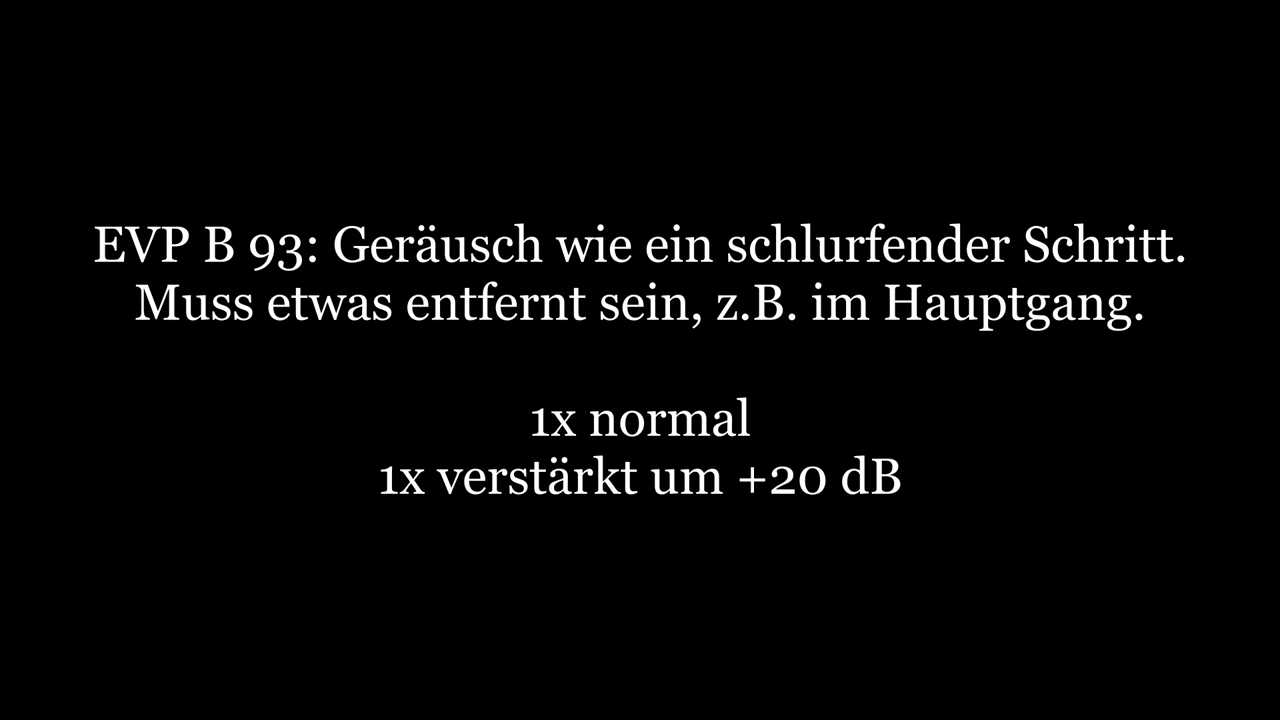 EVP B 93: Geräusch wie ein schlurfender Schritt.
Muss etwas entfernt sein, z.B. im Hauptgang.
1x normal
1x verstärkt um +20 dB